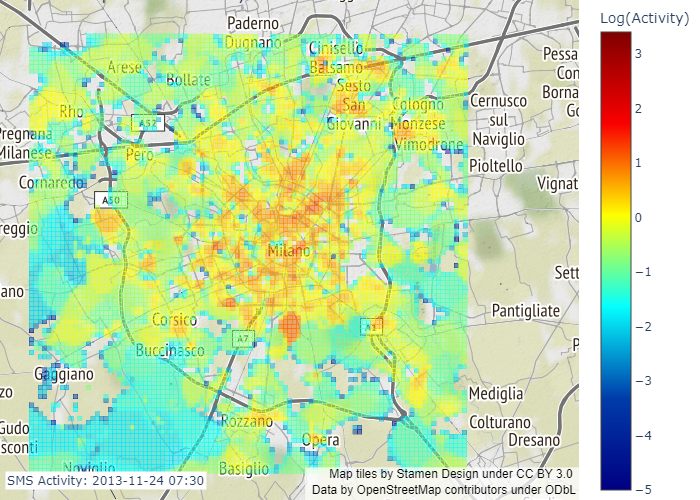 Log(Activity)
3
2
1
0
−1
−2
−3
−4
−5
Paderno
Dugnano
Cinisello
Balsamo
Sesto
San
Giovanni
Arese
Bollate
Rho
A52
Pero
Cologno
Monzese
Vimodrone
Cernusco
sul
Naviglio
Pioltello
Pessa
Con
Borna
Go
Vignat
Pregnana
Milanese
Cornaredo
A50
reggio
Milano
Sett
ano
Pantigliate
P
Corsico
A7
A1
Buccinasco
Gaggiano
zo
Mediglia
Gudo
sconti
Rozzano
Opera
Colturano
Dresano
Noviglio
Basiglio
SMS Activity: 2013-11-24 07:30
Map tiles by Stamen Design under CC BY 3.0
Data by OpenStreetMap contributors under ODbL